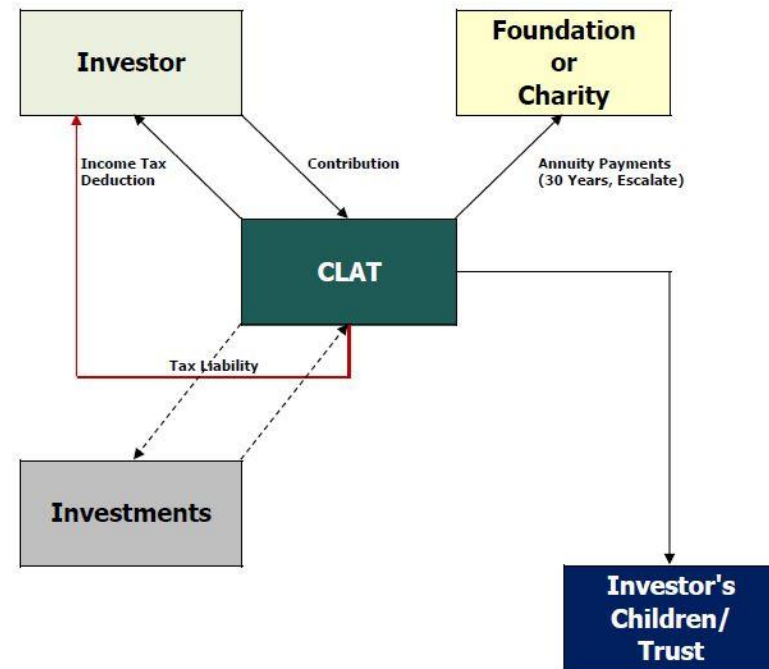 Investor
Foundation
or
Charity
Income Tax
Deduction
Contribution
Annuity Payments
(30 Years, Escalate)
CLAT
Tax Liability
Investments
Investor's
Children/
Trust